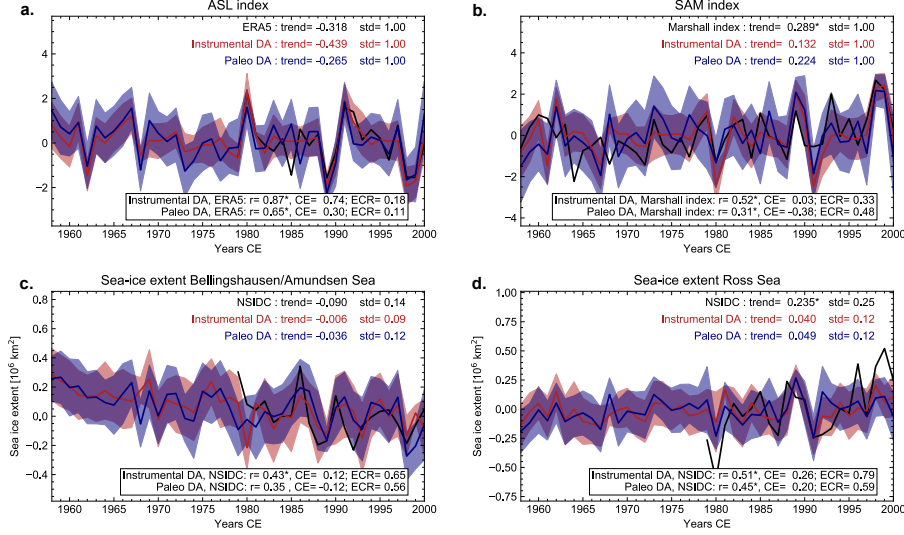 a.
ASL index
ERA5 : trend= -0.318 std= 1.00
Instrumental DA : trend= -0.439 std= 1.00
Paleo DA : trend= -0.265 std= 1.00
4
2
0
−2
Instrumental DA, ERA5: r= 0.87*, CE= 0.74; ECR= 0.18
Paleo DA, ERA5: r= 0.65*, CE= 0.30; ECR= 0.11
1960 1965 1970 1975 1980 1985 1990 1995 2000
Years CE
b.
SAM index
Marshall index : trend= 0.289* std= 1.00
Instrumental DA : trend= 0.132 std= 1.00
Paleo DA : trend= 0.224 std= 1.00
4
2
0
−2
−4
Instrumental DA, Marshall index: r= 0.52*, CE= 0.03; ECR= 0.33
Paleo DA, Marshall index: r= 0.31*, CE= -0.38; ECR= 0.48
1960 1965 1970 1975 1980 1985 1990 1995 2000
Years CE
c.
Sea-ice extent Bellingshausen/Amundsen Sea
NSIDC : trend= -0.090 std= 0.14
Instrumental DA : trend= -0.006 std= 0.09
Paleo DA : trend= -0.036 std= 0.12
Sea ice extent [10⁶ km²]
0.8
0.6
0.4
0.2
0.0
−0.2
−0.4
Instrumental DA, NSIDC: r= 0.43*, CE= 0.12; ECR= 0.65
Paleo DA, NSIDC: r= 0.35 , CE= -0.12; ECR= 0.56
1960 1965 1970 1975 1980 1985 1990 1995 2000
Years CE
d.
Sea-ice extent Ross Sea
NSIDC : trend= 0.235* std= 0.25
Instrumental DA : trend= 0.040 std= 0.12
Paleo DA : trend= 0.049 std= 0.12
Sea ice extent [10⁶ km²]
1.00
0.75
0.50
0.25
0.00
−0.25
−0.50
−0.75
Instrumental DA, NSIDC: r= 0.51*, CE= 0.26; ECR= 0.79
Paleo DA, NSIDC: r= 0.45*, CE= 0.20; ECR= 0.59
1960 1965 1970 1975 1980 1985 1990 1995 2000
Years CE